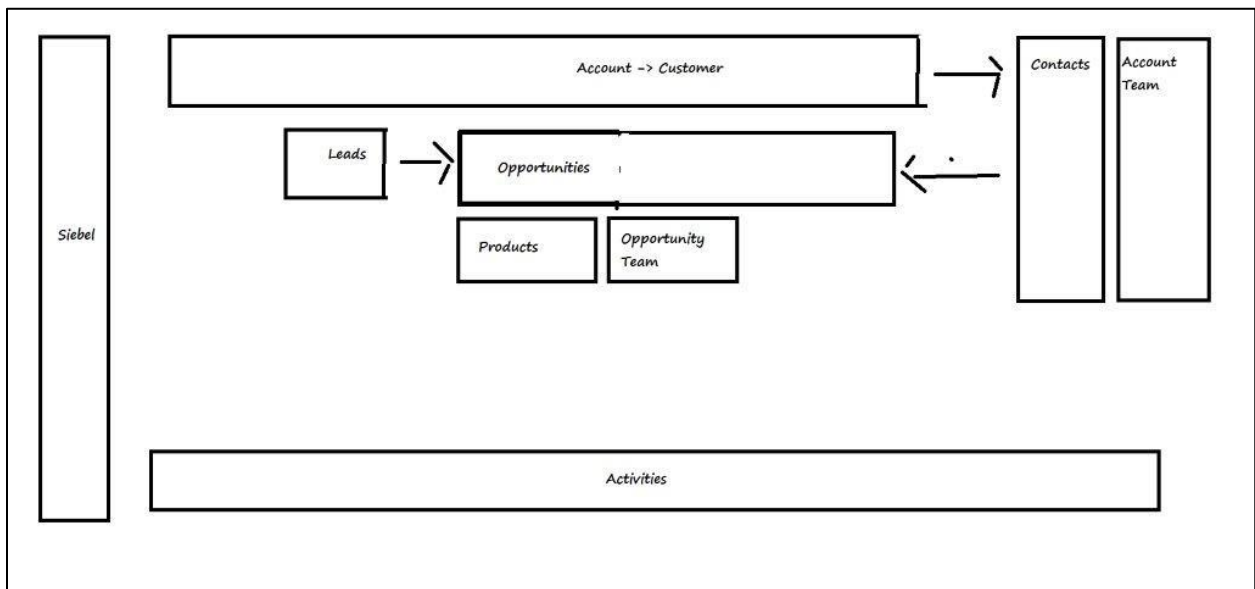 Account -> Customer
Contacts
Account
Team
Leads
Opportunities
Siebel
Products
Opportunity
Team
Activities